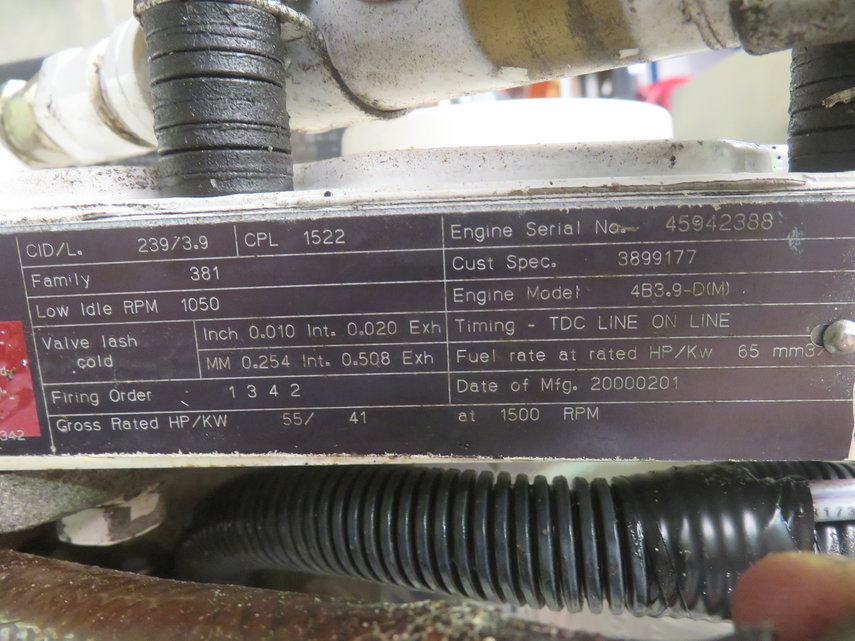 CID/L. 239/3.9 CPL 1522
Family 381
Low Idle RPM 1050
Valve lash cold
Inch 0.010 Int. 0.020 Exh
MM 0.254 Int. 0.508 Exh
Firing Order 1 3 4 2
Gross Rated HP/KW 55/ 41 at 1500 RPM
Engine Serial No. 45942388
Cust Spec. 3899177
Engine Model 4B3.9-D(M)
Timing - TDC LINE ON LINE
Fuel rate at rated HP/Kw 65 mm3/
Date of Mfg. 20000201
342